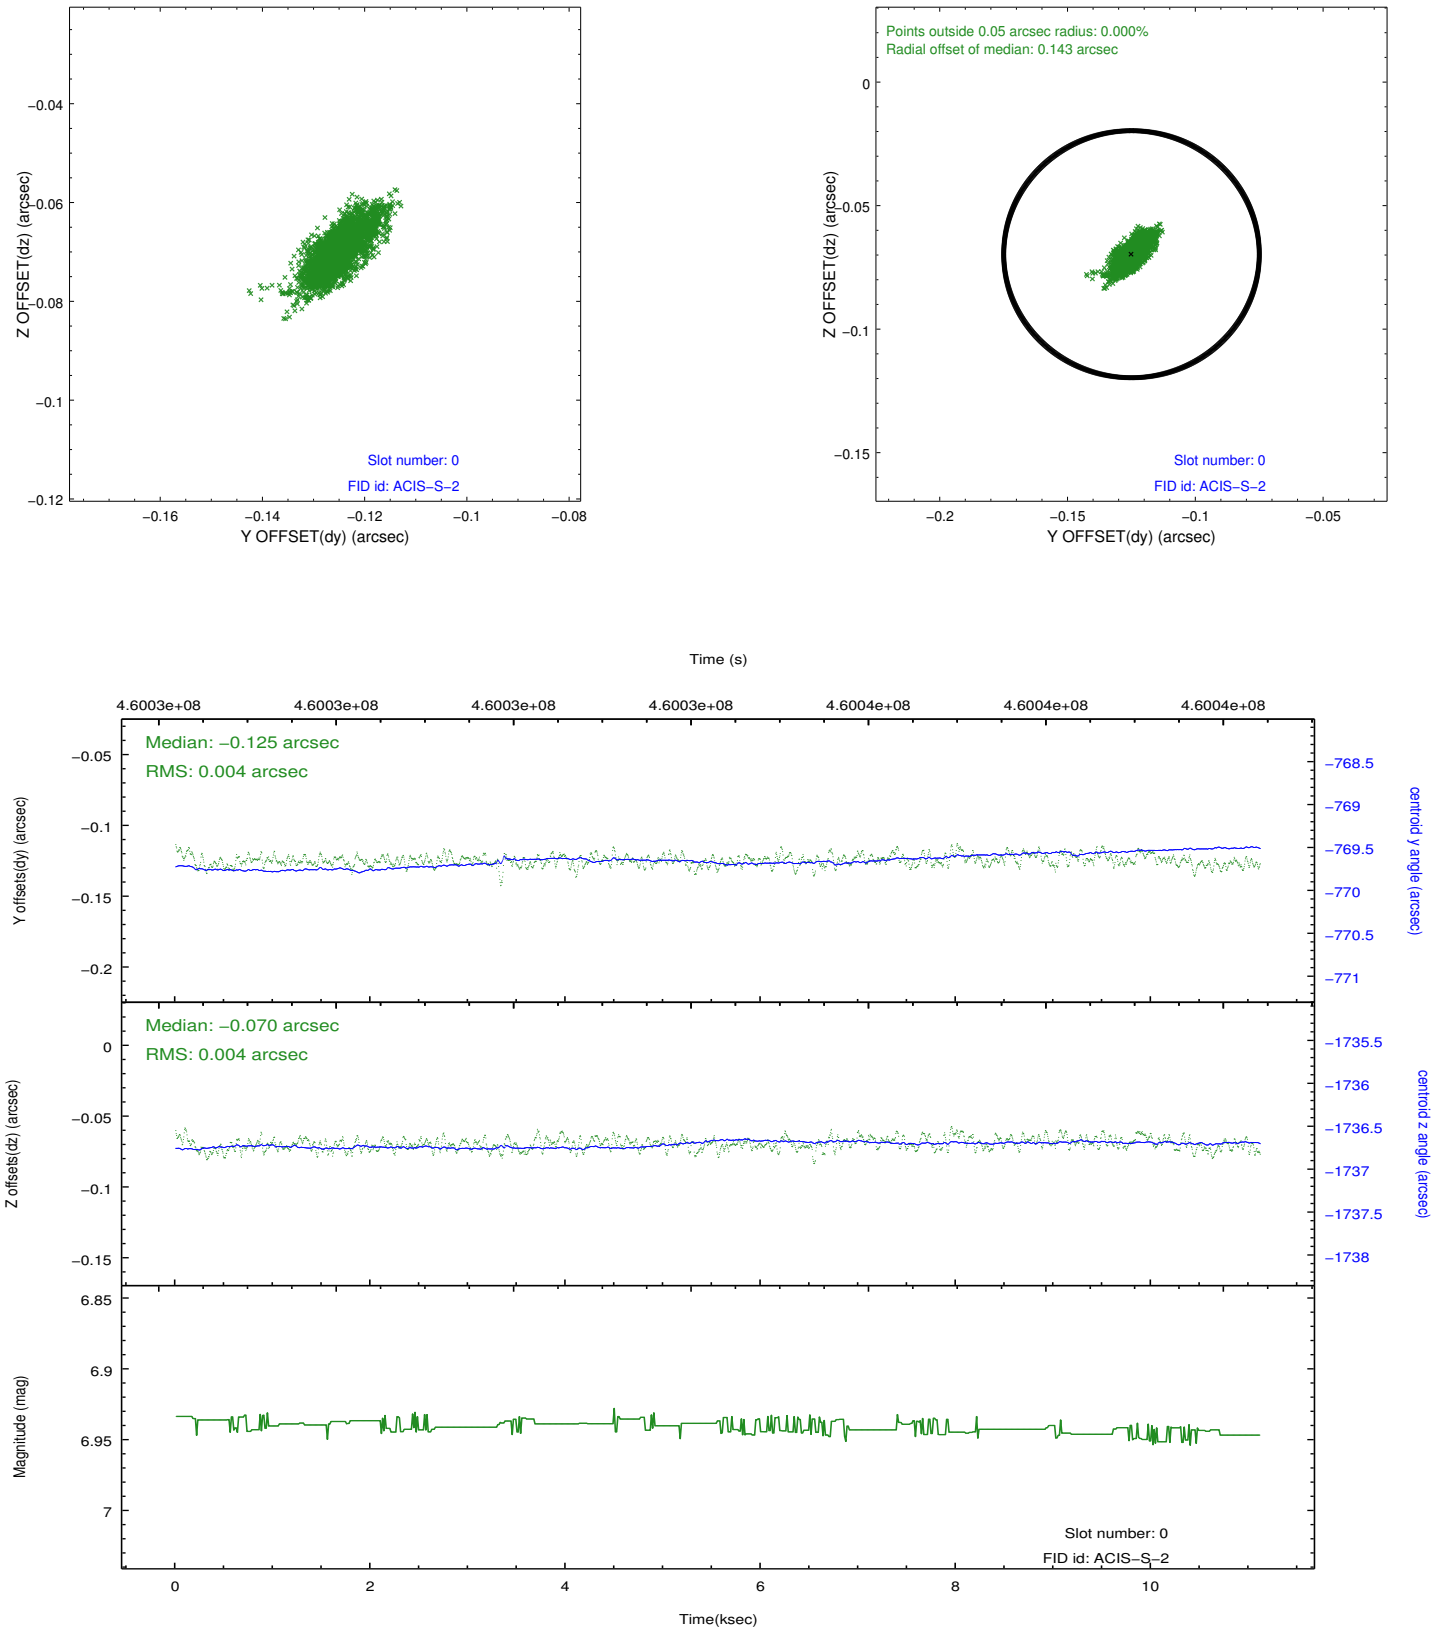 −0.04
−0.06
−0.08
−0.1
−0.12
Z OFFSET(dz) (arcsec)
Slot number: 0
FID id: ACIS−S−2
−0.16
−0.14
−0.12
−0.1
−0.08
Y OFFSET(dy) (arcsec)
Points outside 0.05 arcsec radius: 0.000%
Radial offset of median: 0.143 arcsec
0
−0.05
−0.1
−0.15
Z OFFSET(dz) (arcsec)
Slot number: 0
FID id: ACIS−S−2
−0.2
−0.15
−0.1
−0.05
Y OFFSET(dy) (arcsec)
Time (s)
4.6003e+08
4.6003e+08
4.6003e+08
4.6003e+08
4.6004e+08
4.6004e+08
4.6004e+08
Median: −0.125 arcsec
RMS: 0.004 arcsec
−0.05
−0.1
−0.15
−0.2
Y offsets(dy) (arcsec)
−768.5
−769
−769.5
−770
−770.5
−771
centroid y angle (arcsec)
Median: −0.070 arcsec
RMS: 0.004 arcsec
0
−0.05
−0.1
−0.15
Z offsets(dz) (arcsec)
−1735.5
−1736
−1736.5
−1737
−1737.5
−1738
centroid z angle (arcsec)
6.85
6.9
6.95
7
Magnitude (mag)
Slot number: 0
FID id: ACIS−S−2
0
2
4
6
8
10
Time(ksec)